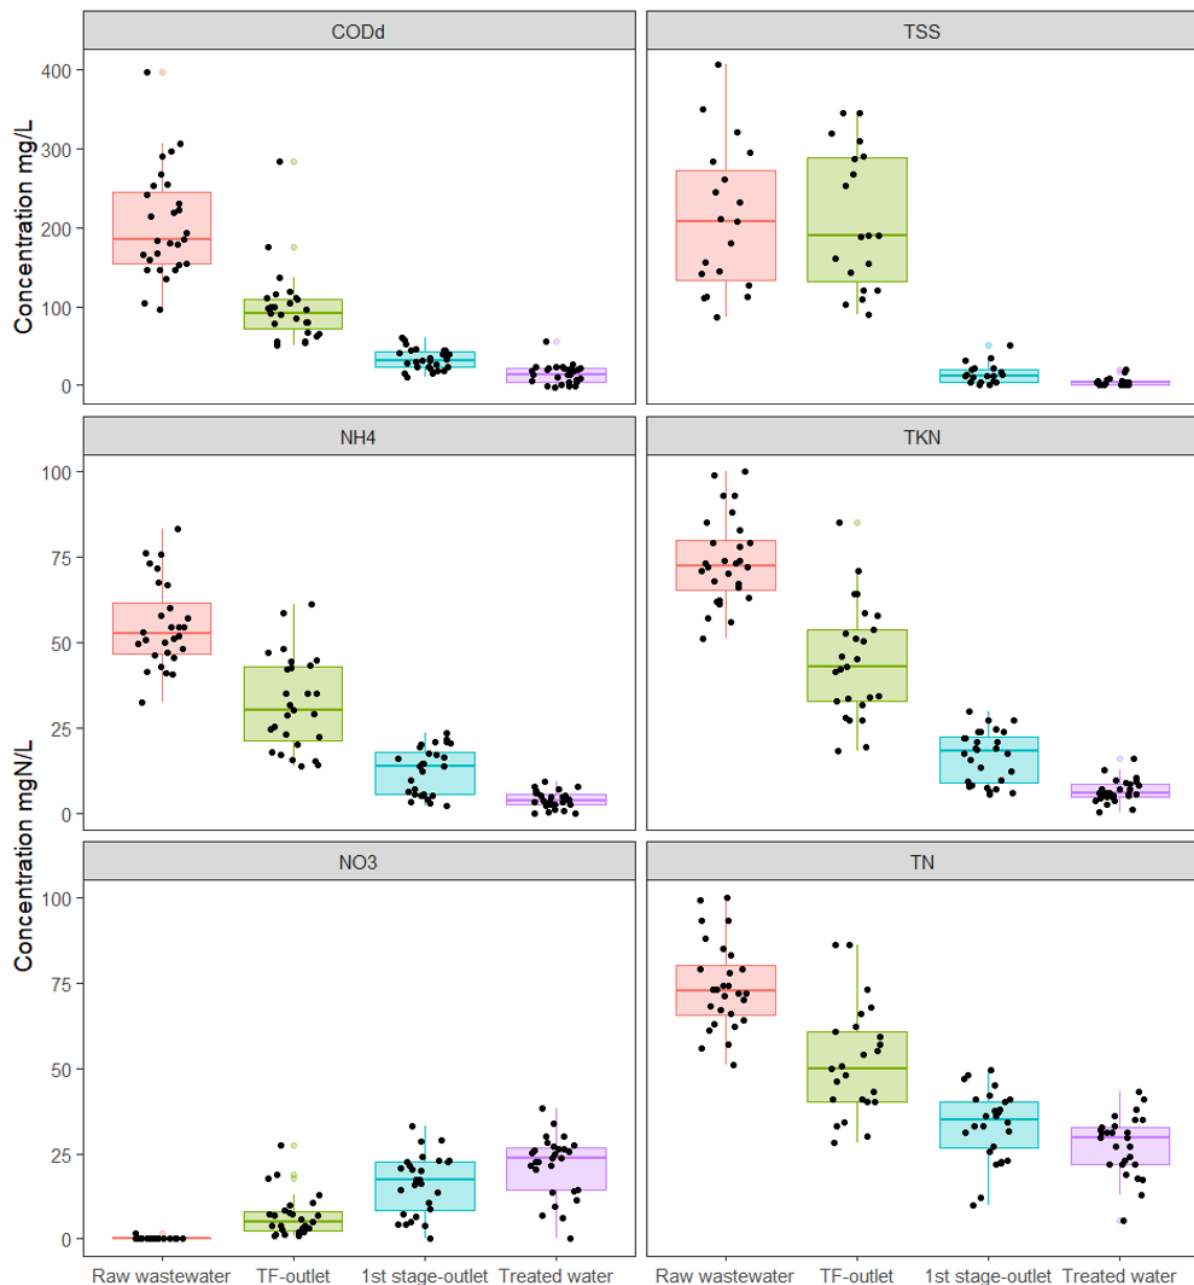 CODd
TSS
Concentration mg/L
400
300
200
100
0
NH4
TKN
Concentration mgN/L
100
75
50
25
0
NO3
TN
100
75
50
25
0
Raw wastewater TF-outlet 1st stage-outlet Treated water
Raw wastewater TF-outlet 1st stage-outlet Treated water